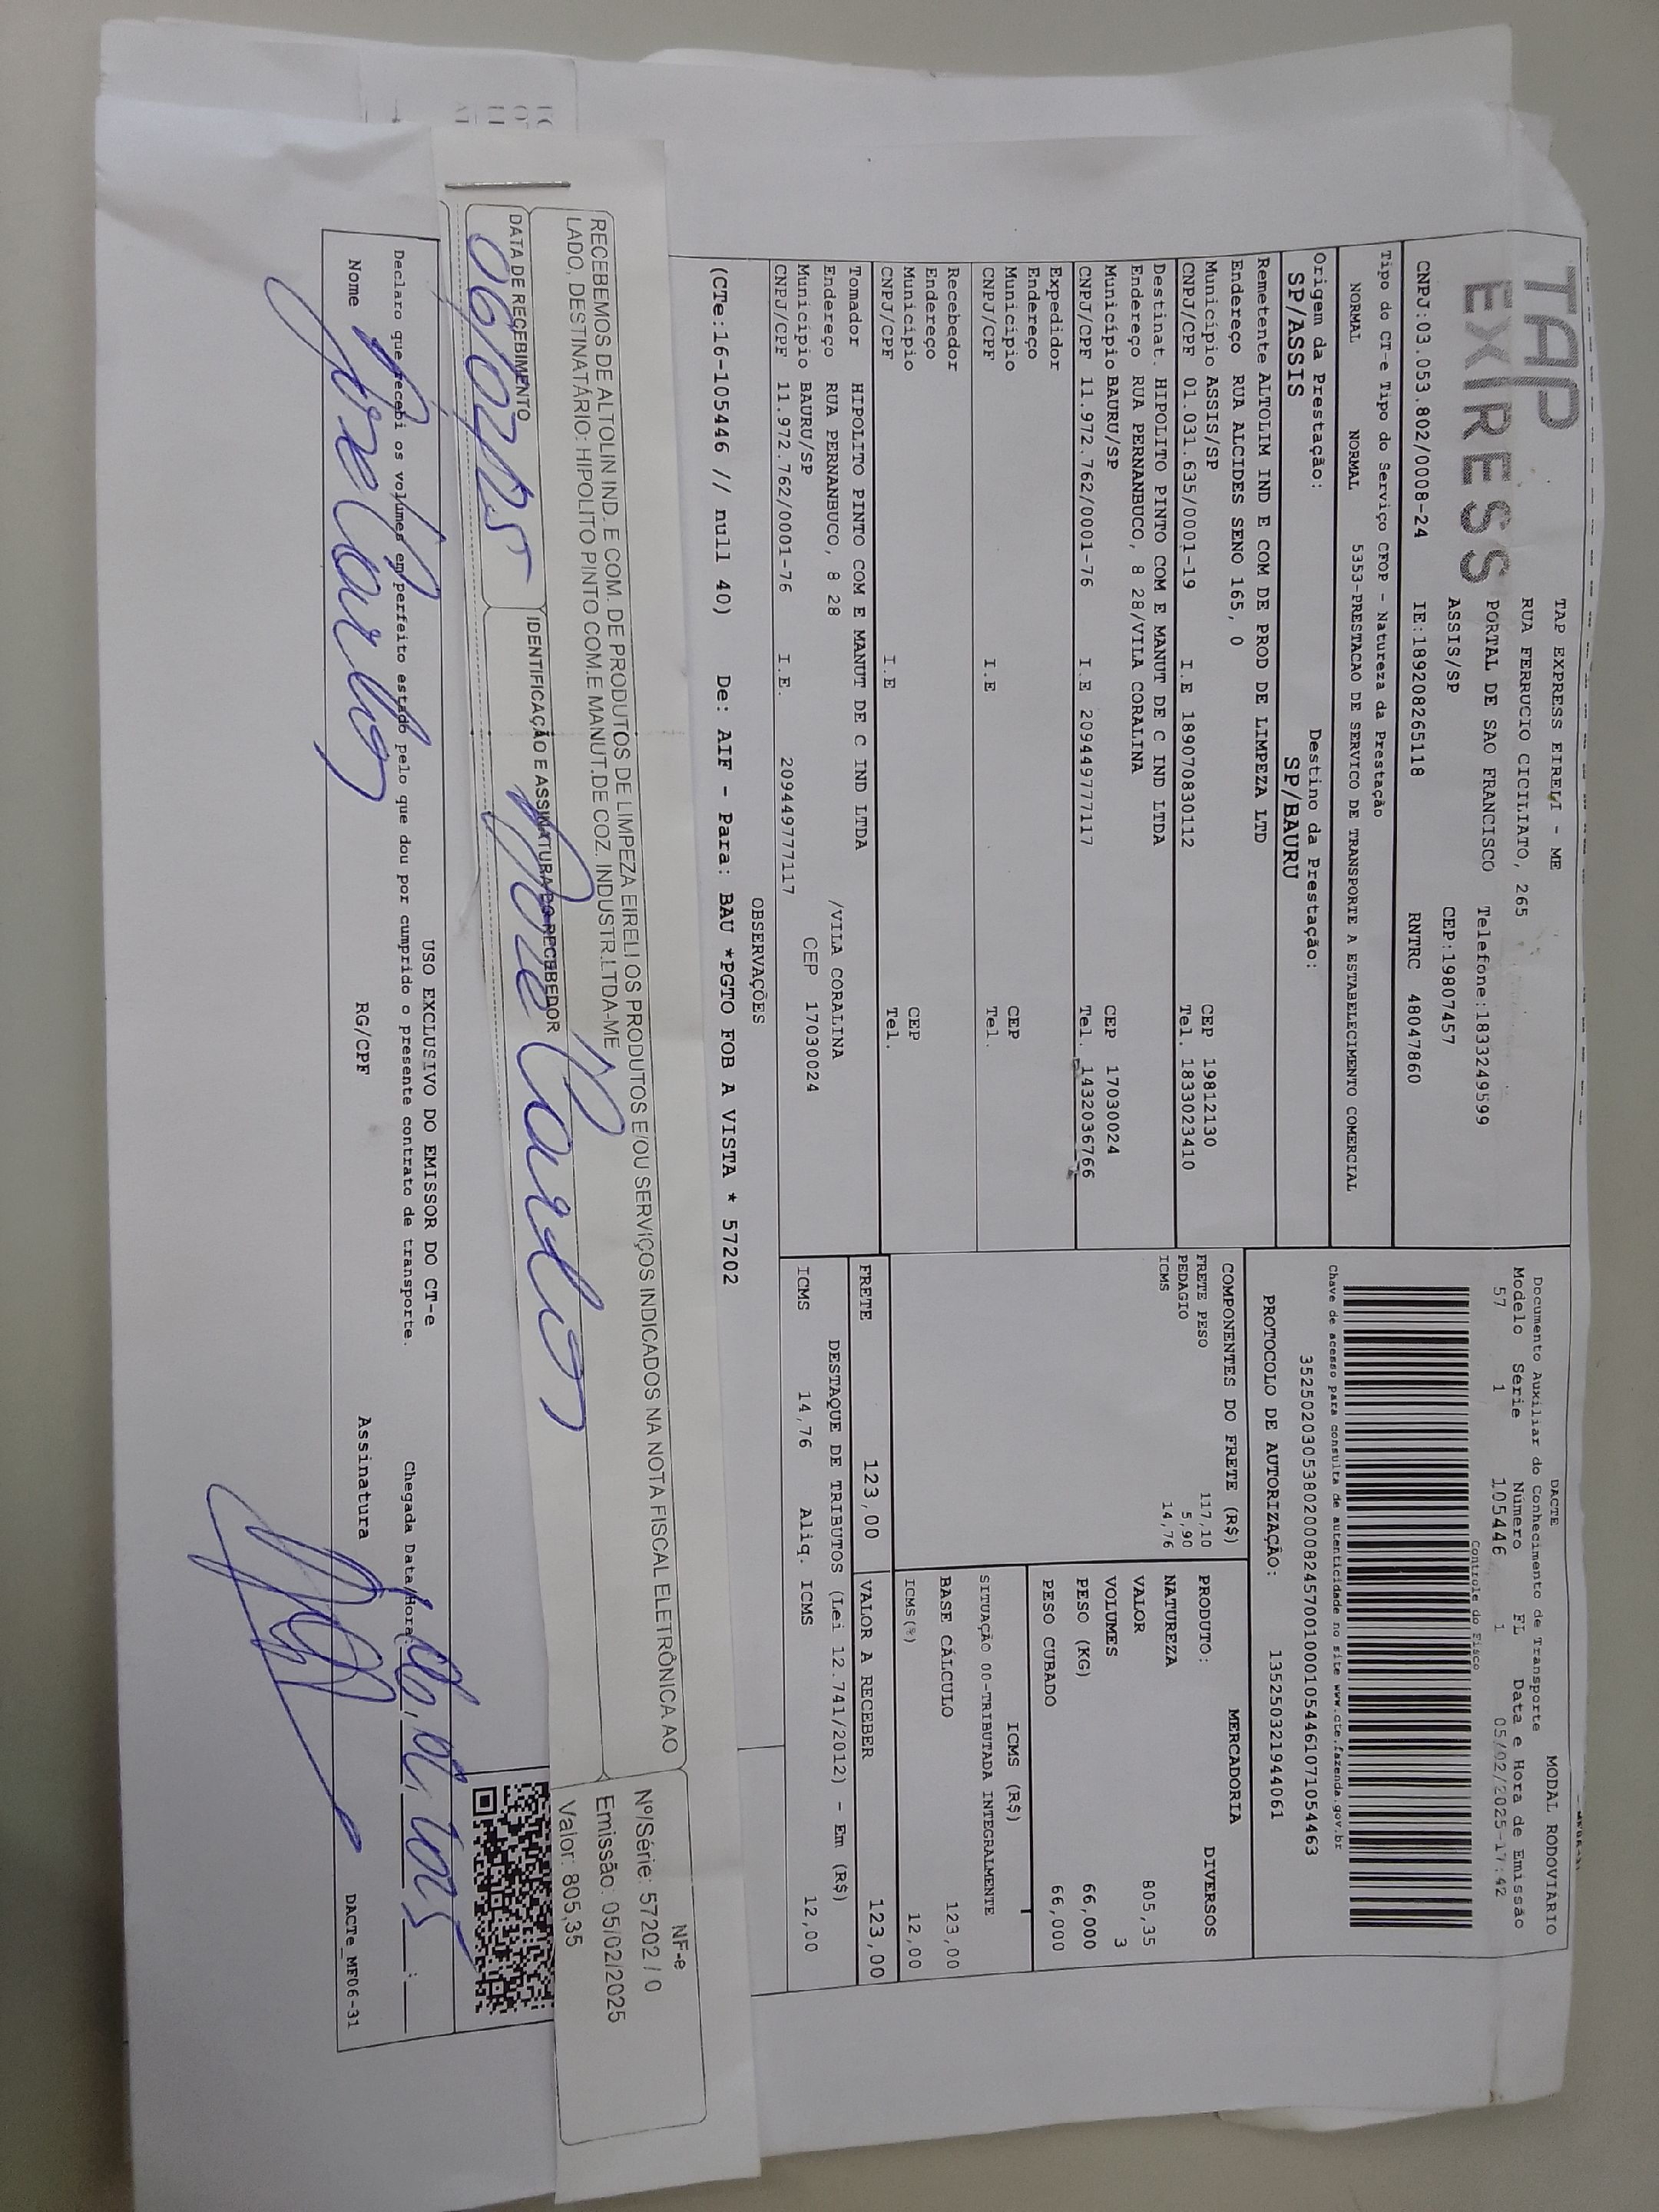 TAP
EXPRESS
TAP EXPRESS EIRELI - ME
RUA FERRUCIO CICILIATO, 265
PORTAL DE SAO FRANCISCO Telefone:1833249599
ASSIS/SP CEP:19807457
CNPJ:03.053.802/0008-24 IE:189208265118 RNTRC 48047860
Tipo do CT-e Tipo do Serviço CFOP - Natureza da Prestação
NORMAL NORMAL 5353-PRESTACAO DE SERVICO DE TRANSPORTE A ESTABELECIMENTO COMERCIAL
Origem da Prestação: Destino da Prestação:
SP/ASSIS SP/BAURU
Remetente ALTOLIM IND E COM DE PROD DE LIMPEZA LTD
Endereço RUA ALCIDES SENO 165, 0
Município ASSIS/SP CEP 19812130
CNPJ/CPF 01.031.635/0001-19 I.E 189070830112 Tel. 1833023410
Destinat. HIPOLITO PINTO COM E MANUT DE C IND LTDA
Endereço RUA PERNANBUCO, 8 28/VILA CORALINA
Município BAURU/SP CEP 17030024
CNPJ/CPF 11.972.762/0001-76 I.E 209449777117 Tel. 1432036766
Expedidor
Endereço
Município CEP
CNPJ/CPF I.E Tel.
Recebedor
Endereço
Município CEP
CNPJ/CPF I.E Tel.
Tomador HIPOLITO PINTO COM E MANUT DE C IND LTDA
Endereço RUA PERNANBUCO, 8 28 /VILA CORALINA
Município BAURU/SP CEP 17030024
CNPJ/CPF 11.972.762/0001-76 I.E. 209449777117
DACTE MODAL RODOVIÁRIO
Documento Auxiliar do Conhecimento de Transporte
Modelo Série Número FL Data e Hora de Emissão
57 1 105446 1 05/02/2025-17:42
Controle do Fisco
Chave de acesso para consulta de autenticidade no site www.cte.fazenda.gov.br
35250203053802000824570010001054461071054463
PROTOCOLO DE AUTORIZAÇÃO: 135250321944061
COMPONENTES DO FRETE (R$)
FRETE PESO 117,10
PEDAGIO 5,90
ICMS 14,76
MERCADORIA
PRODUTO: DIVERSOS
NATUREZA
VALOR 805,35
VOLUMES 3
PESO (KG) 66,000
PESO CUBADO 66,000
ICMS (R$)
SITUAÇÃO 00-TRIBUTADA INTEGRALMENTE
BASE CÁLCULO 123,00
ICMS(%) 12,00
FRETE 123,00 VALOR A RECEBER 123,00
DESTAQUE DE TRIBUTOS (Lei 12.741/2012) - Em (R$)
ICMS 14,76 Aliq. ICMS 12,00
OBSERVAÇÕES
(CTe:16-105446 // null 40) De: AIF - Para: BAU *PGTO FOB A VISTA * 57202
RECEBEMOS DE ALTOLIN IND. E COM. DE PRODUTOS DE LIMPEZA EIRELI OS PRODUTOS E/OU SERVIÇOS INDICADOS NA NOTA FISCAL ELETRÔNICA AO
LADO, DESTINATÁRIO: HIPOLITO PINTO COM.E MANUT.DE COZ. INDUSTR.LTDA-ME
DATA DE RECEBIMENTO IDENTIFICAÇÃO E ASSINATURA DO RECEBEDOR
06/02/25
NF-e
Nº/Série: 57202 / 0
Emissão: 05/02/2025
Valor: 805,35
USO EXCLUSIVO DO EMISSOR DO CT-e
Declaro que recebi os volumes em perfeito estado pelo que dou por cumprido o presente contrato de transporte. Chegada Data/Hora:
Nome RG/CPF Assinatura
DACTe_MF06-31